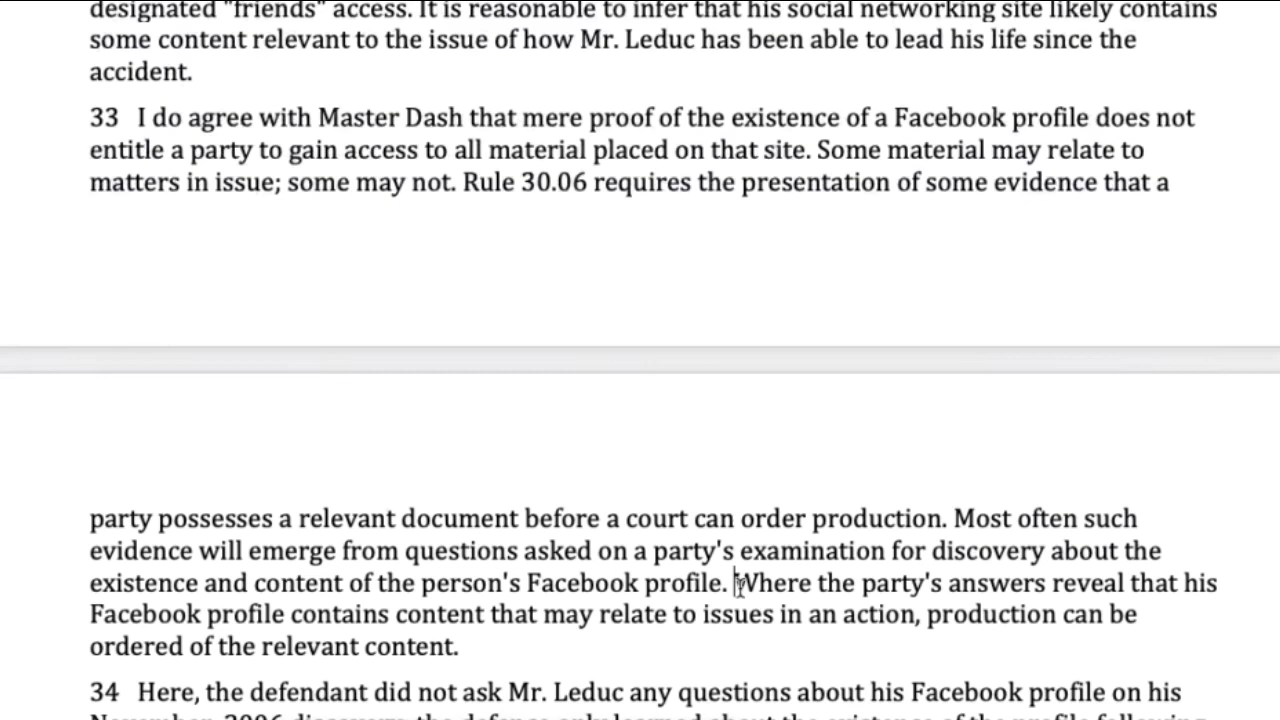 designated "friends" access. It is reasonable to infer that his social networking site likely contains
some content relevant to the issue of how Mr. Leduc has been able to lead his life since the
accident.
33 I do agree with Master Dash that mere proof of the existence of a Facebook profile does not
entitle a party to gain access to all material placed on that site. Some material may relate to
matters in issue; some may not. Rule 30.06 requires the presentation of some evidence that a
party possesses a relevant document before a court can order production. Most often such
evidence will emerge from questions asked on a party's examination for discovery about the
existence and content of the person's Facebook profile. Where the party's answers reveal that his
Facebook profile contains content that may relate to issues in an action, production can be
ordered of the relevant content.
34 Here, the defendant did not ask Mr. Leduc any questions about his Facebook profile on his